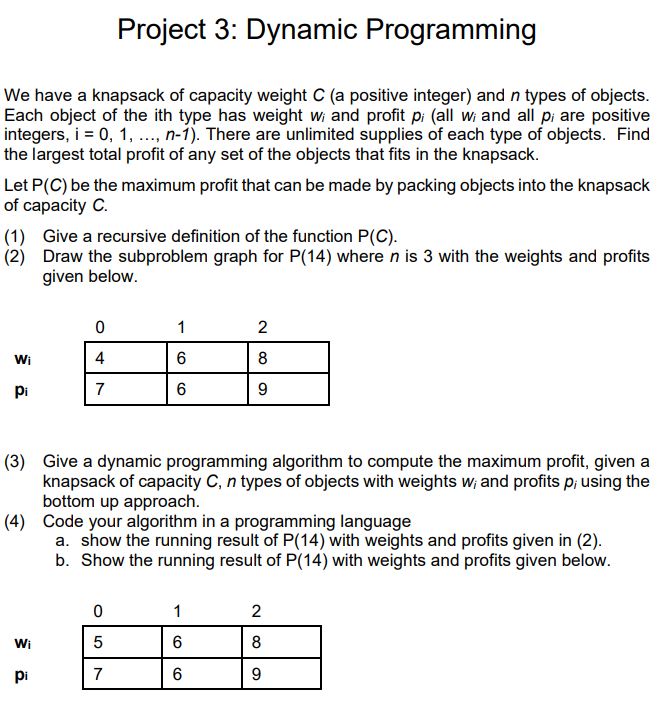 Project 3: Dynamic Programming
We have a knapsack of capacity weight C (a positive integer) and n types of objects.
Each object of the ith type has weight wi and profit pi (all wi and all pi are positive
integers, i = 0, 1, ..., n-1). There are unlimited supplies of each type of objects. Find
the largest total profit of any set of the objects that fits in the knapsack.
Let P(C) be the maximum profit that can be made by packing objects into the knapsack
of capacity C.
(1) Give a recursive definition of the function P(C).
(2) Draw the subproblem graph for P(14) where n is 3 with the weights and profits
given below.
0 1 2
wi 4 6 8
pi 7 6 9
(3) Give a dynamic programming algorithm to compute the maximum profit, given a
knapsack of capacity C, n types of objects with weights wi and profits pi using the
bottom up approach.
(4) Code your algorithm in a programming language
a. show the running result of P(14) with weights and profits given in (2).
b. Show the running result of P(14) with weights and profits given below.
0 1 2
wi 5 6 8
pi 7 6 9